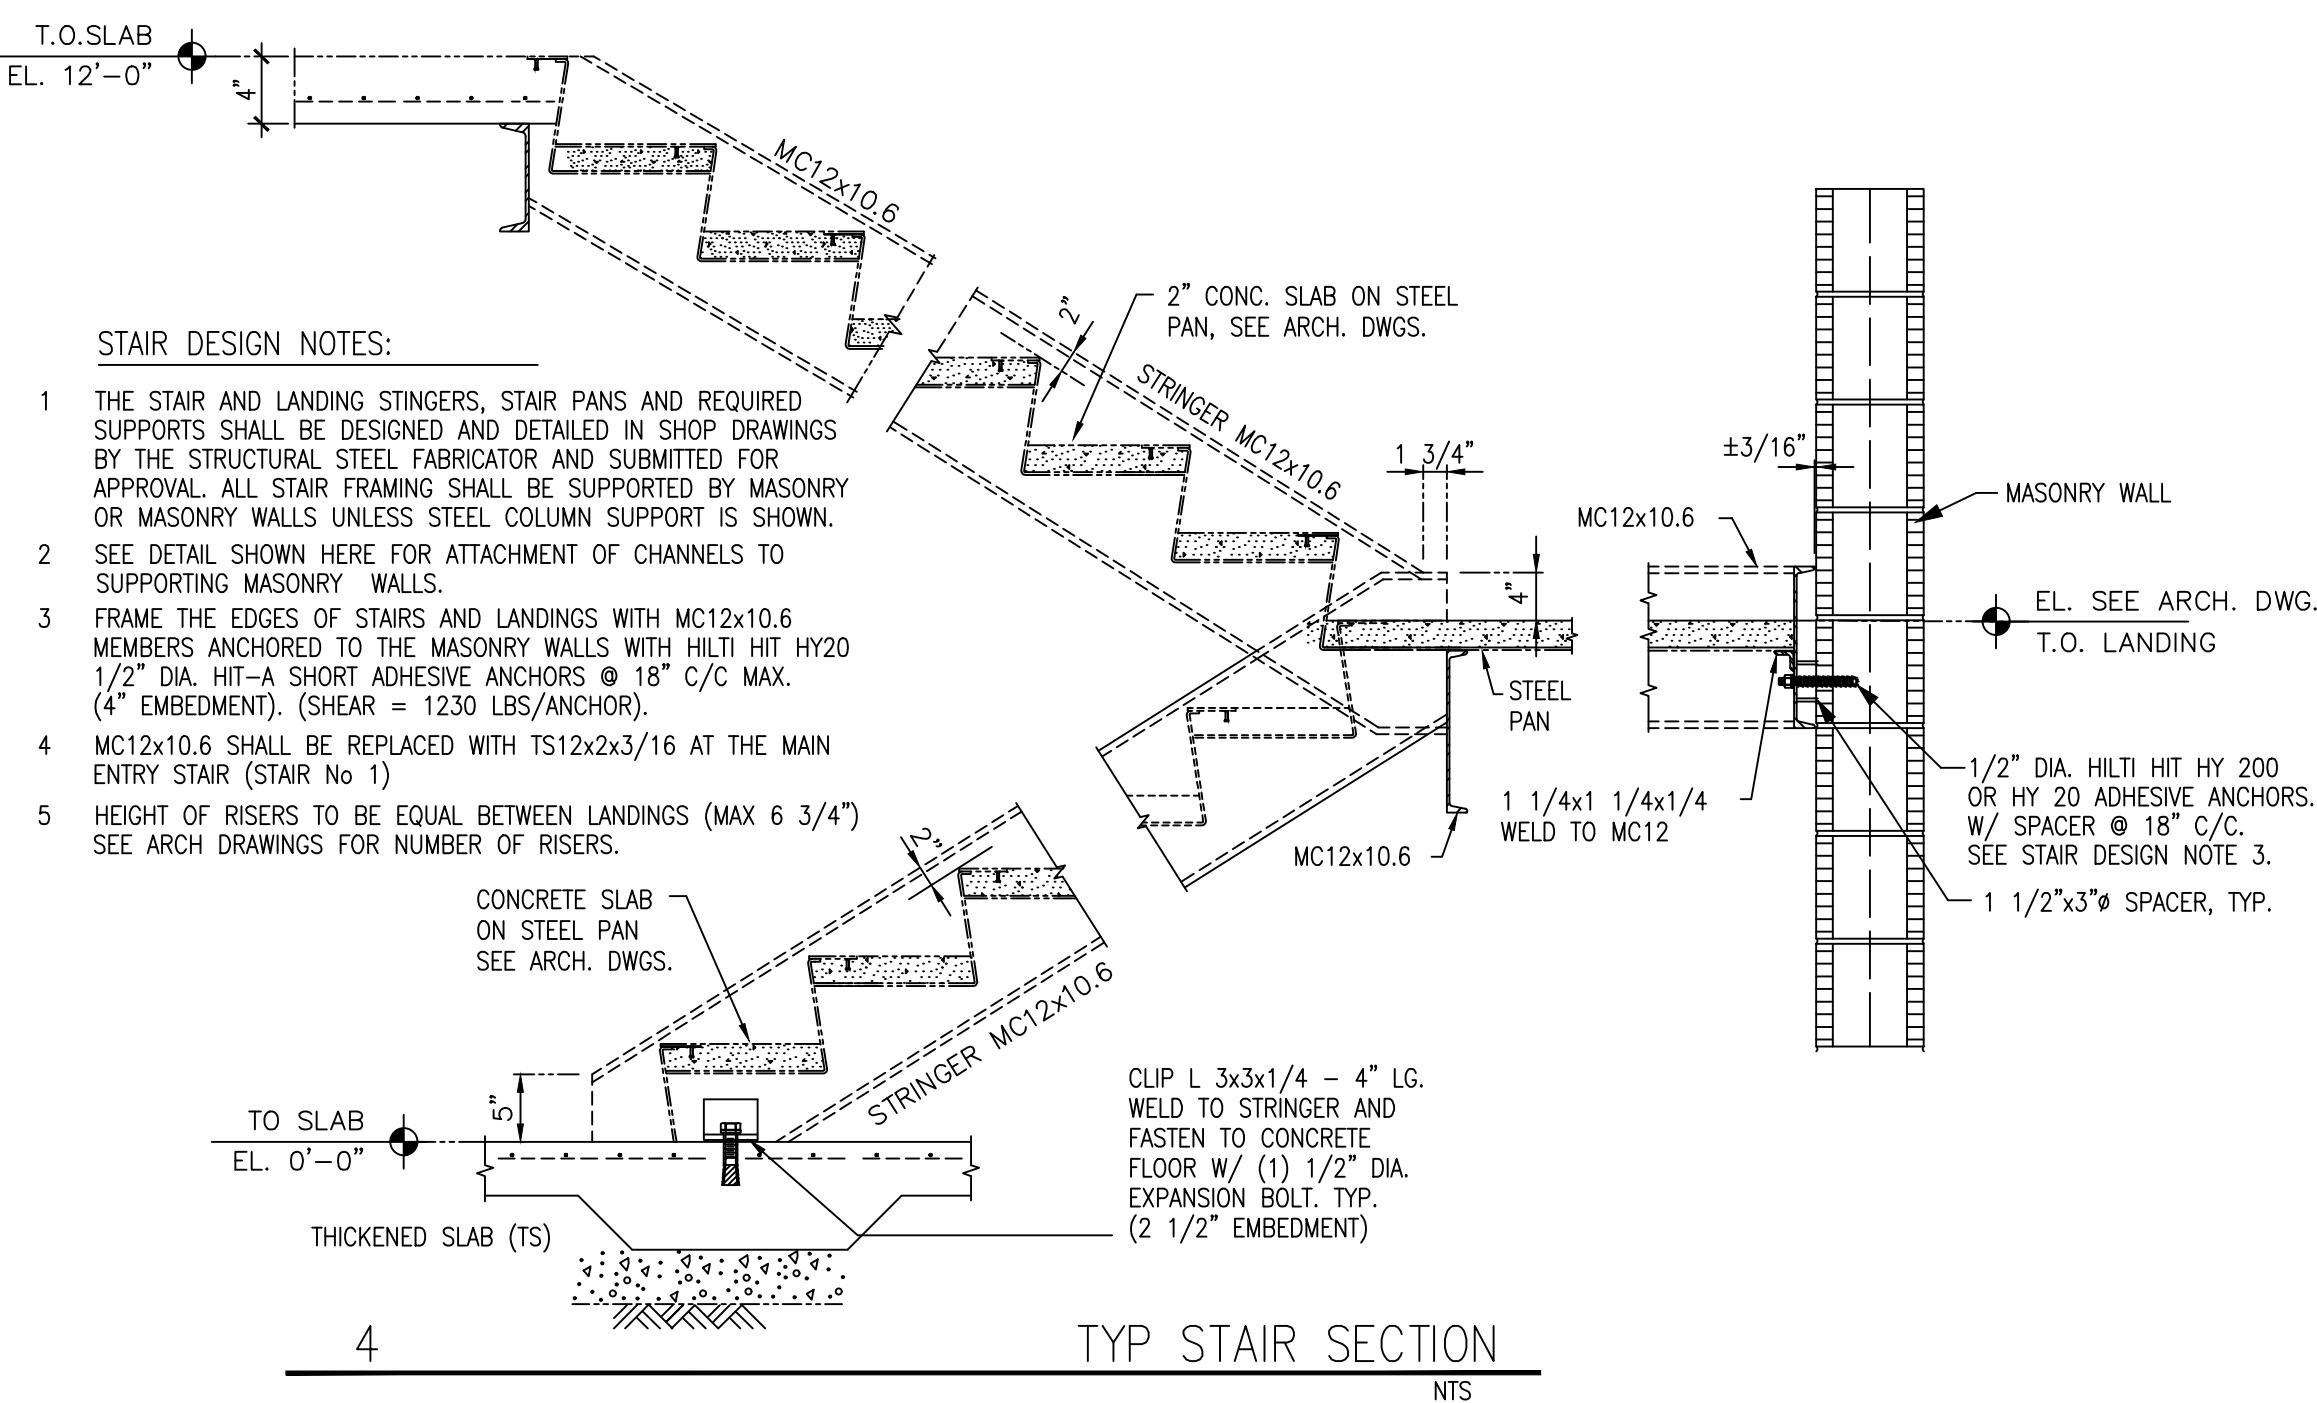 T.O.SLAB
EL. 12'-0"
4"
MC12x10.6
2"
2" CONC. SLAB ON STEEL
PAN, SEE ARCH. DWGS.
STRINGER MC12x10.6
1 3/4"
4"
STEEL
PAN
MC12x10.6
±3/16"
MASONRY WALL
MC12x10.6
EL. SEE ARCH. DWG.
T.O. LANDING
1 1/4x1 1/4x1/4
WELD TO MC12
1/2" DIA. HILTI HIT HY 200
OR HY 20 ADHESIVE ANCHORS.
W/ SPACER @ 18" C/C.
SEE STAIR DESIGN NOTE 3.
1 1/2"x3"ø SPACER, TYP.
STAIR DESIGN NOTES:
1 THE STAIR AND LANDING STINGERS, STAIR PANS AND REQUIRED
SUPPORTS SHALL BE DESIGNED AND DETAILED IN SHOP DRAWINGS
BY THE STRUCTURAL STEEL FABRICATOR AND SUBMITTED FOR
APPROVAL. ALL STAIR FRAMING SHALL BE SUPPORTED BY MASONRY
OR MASONRY WALLS UNLESS STEEL COLUMN SUPPORT IS SHOWN.
2 SEE DETAIL SHOWN HERE FOR ATTACHMENT OF CHANNELS TO
SUPPORTING MASONRY WALLS.
3 FRAME THE EDGES OF STAIRS AND LANDINGS WITH MC12x10.6
MEMBERS ANCHORED TO THE MASONRY WALLS WITH HILTI HIT HY20
1/2" DIA. HIT-A SHORT ADHESIVE ANCHORS @ 18" C/C MAX.
(4" EMBEDMENT). (SHEAR = 1230 LBS/ANCHOR).
4 MC12x10.6 SHALL BE REPLACED WITH TS12x2x3/16 AT THE MAIN
ENTRY STAIR (STAIR No 1)
5 HEIGHT OF RISERS TO BE EQUAL BETWEEN LANDINGS (MAX 6 3/4")
SEE ARCH DRAWINGS FOR NUMBER OF RISERS.
2"
CONCRETE SLAB
ON STEEL PAN
SEE ARCH. DWGS.
STRINGER MC12x10.6
5"
TO SLAB
EL. 0'-0"
THICKENED SLAB (TS)
CLIP L 3x3x1/4 - 4" LG.
WELD TO STRINGER AND
FASTEN TO CONCRETE
FLOOR W/ (1) 1/2" DIA.
EXPANSION BOLT. TYP.
(2 1/2" EMBEDMENT)
4
TYP STAIR SECTION
NTS